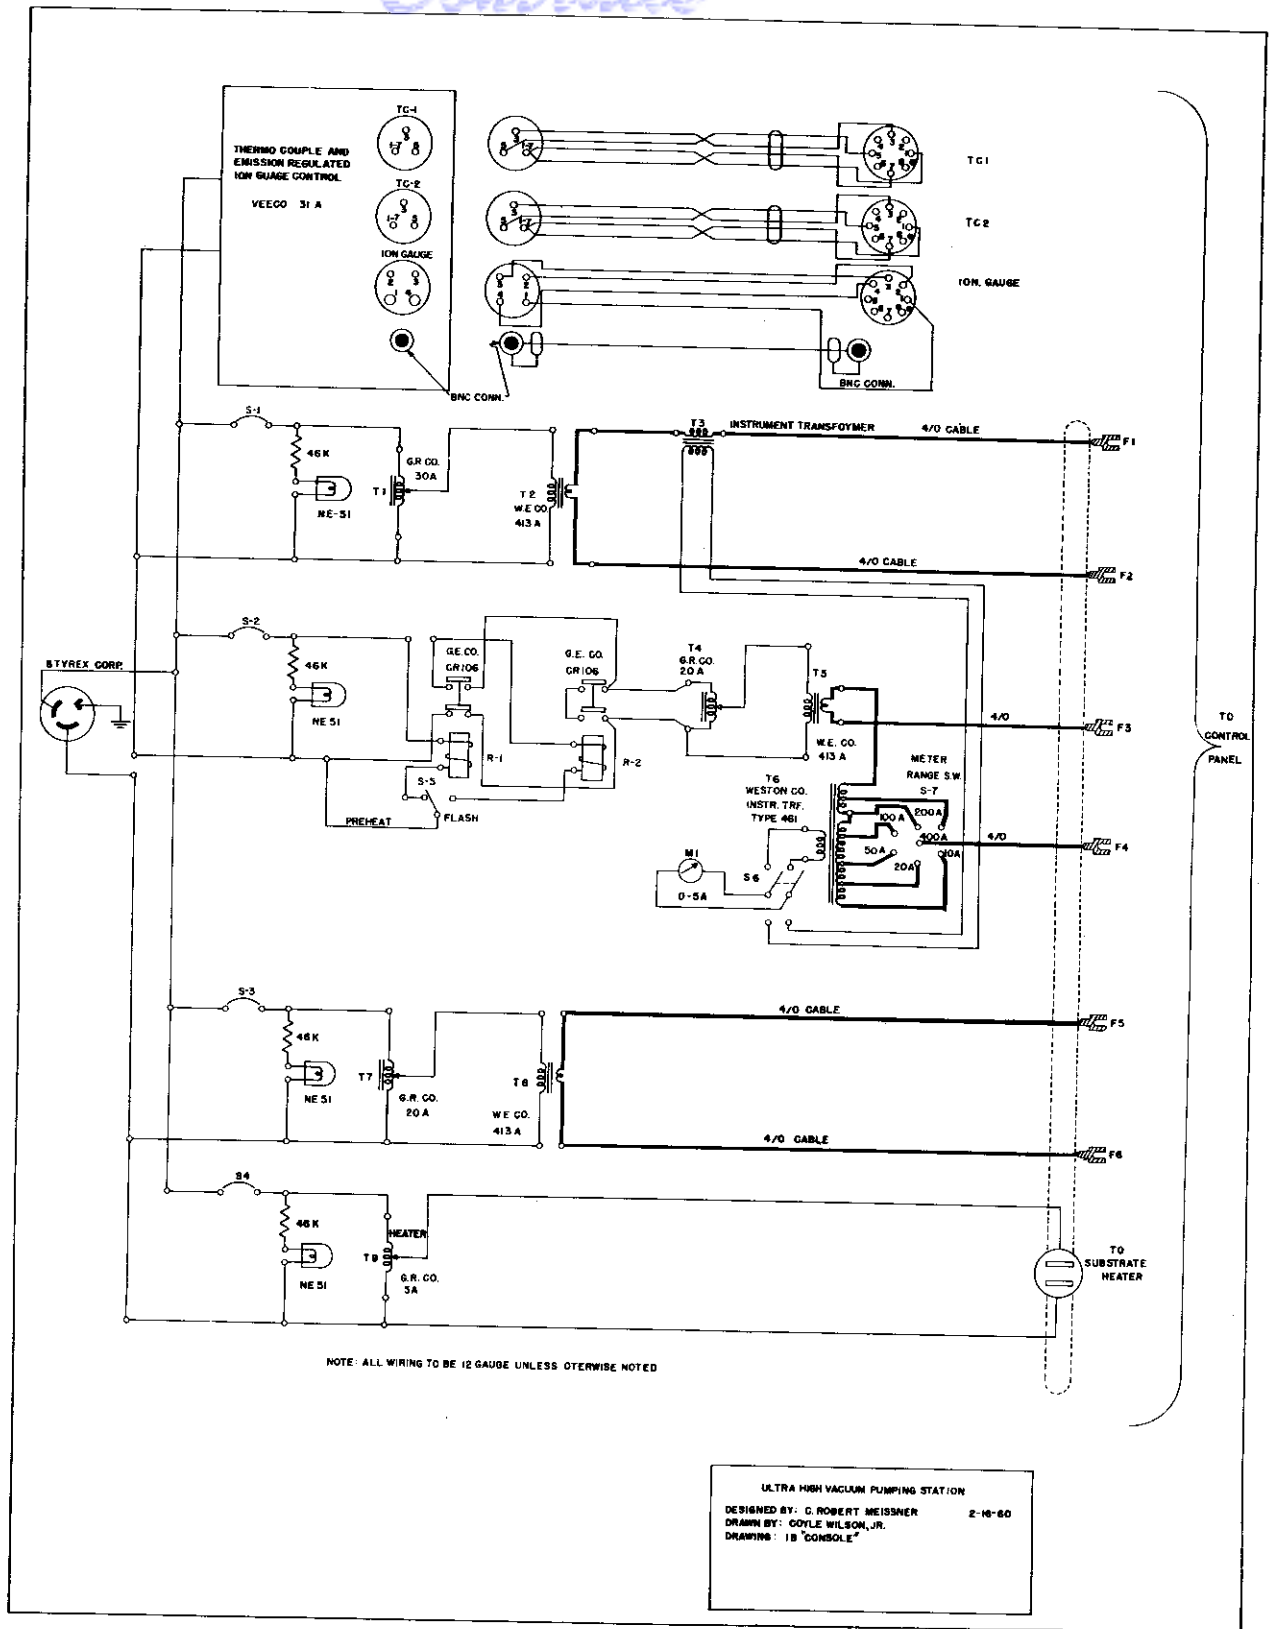 TC-1
THERMO COUPLE AND
EMISSION REGULATED
ION GUAGE CONTROL
VEECO 31 A
TC-2
ION GAUGE
TC1
TC2
ION. GAUGE
BNC CONN.
BNC CONN.
S-1
46K
NE-51
G.R CO.
30A
T1
T2
W.E CO.
413 A
T3
INSTRUMENT TRANSFOYMER
4/0 CABLE
F1
4/0 CABLE
F2
S-2
STYREX CORP.
46K
NE 51
G.E. CO.
CR106
G.E. CO.
CR106
R-1
R-2
S-5
FLASH
PREHEAT
T4
G.R.CO.
20A
T5
W.E. CO.
413 A
4/0
F3
TO
CONTROL
PANEL
T6
WESTON CO.
INSTR. TRF.
TYPE 461
METER
RANGE S.W.
S-7
200A
100A
400A
50A
20A
10A
4/0
F4
M1
0-5A
S6
S-3
46K
NE 51
T7
G.R. CO.
20A
T8
W E CO.
413A
4/0 CABLE
F5
4/0 CABLE
F6
S4
46K
NE 51
HEATER
T9
G.R. CO.
5A
TO
SUBSTRATE
HEATER
NOTE: ALL WIRING TO BE 12 GAUGE UNLESS OTERWISE NOTED
ULTRA HIGH VACUUM PUMPING STATION
DESIGNED BY: C. ROBERT MEISSNER 2-16-60
DRAWN BY: COYLE WILSON, JR.
DRAWING: 1B "CONSOLE"